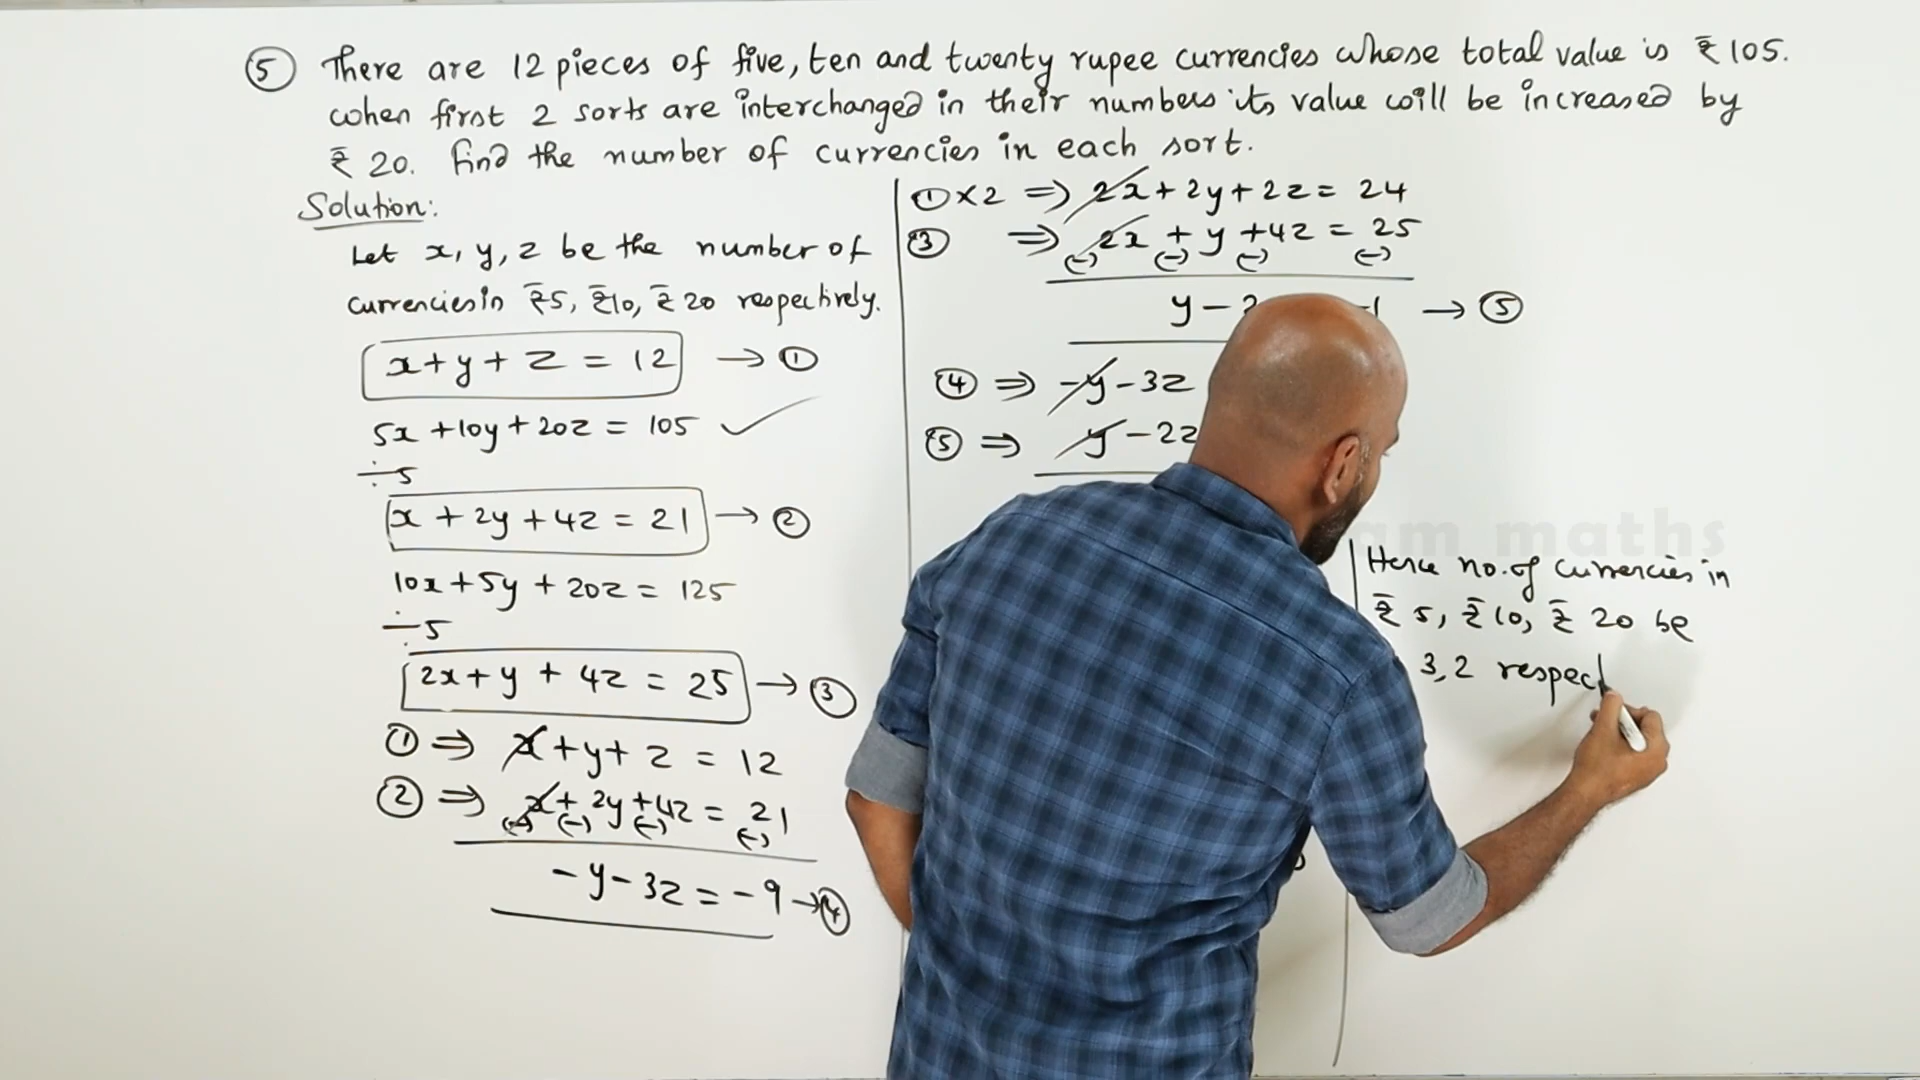 ⑤ There are 12 pieces of five, ten and twenty rupee currencies whose total value is ₹ 105.
when first 2 sorts are interchanged in their numbers its value will be increased by
₹ 20. Find the number of currencies in each sort.
Solution:
Let x, y, z be the number of
currencies in ₹5, ₹10, ₹ 20 respectively.
x + y + z = 12 → ①
5x + 10y + 20z = 105 ✓
÷5
x + 2y + 4z = 21 → ②
10x + 5y + 20z = 125
÷5
2x + y + 4z = 25 → ③
① ⇒ x + y + z = 12
② ⇒ x + 2y + 4z = 21
(-) (-) (-) (-)
-y - 3z = -9 → ④
① × 2 ⇒ 2x + 2y + 2z = 24
③ ⇒ 2x + y + 4z = 25
(-) (-) (-) (-)
y - -1 → ⑤
④ ⇒ -y - 3z
⑤ ⇒ y - 2z
am maths
Hence no. of currencies in
₹ 5, ₹ 10, ₹ 20 be
3, 2 respect